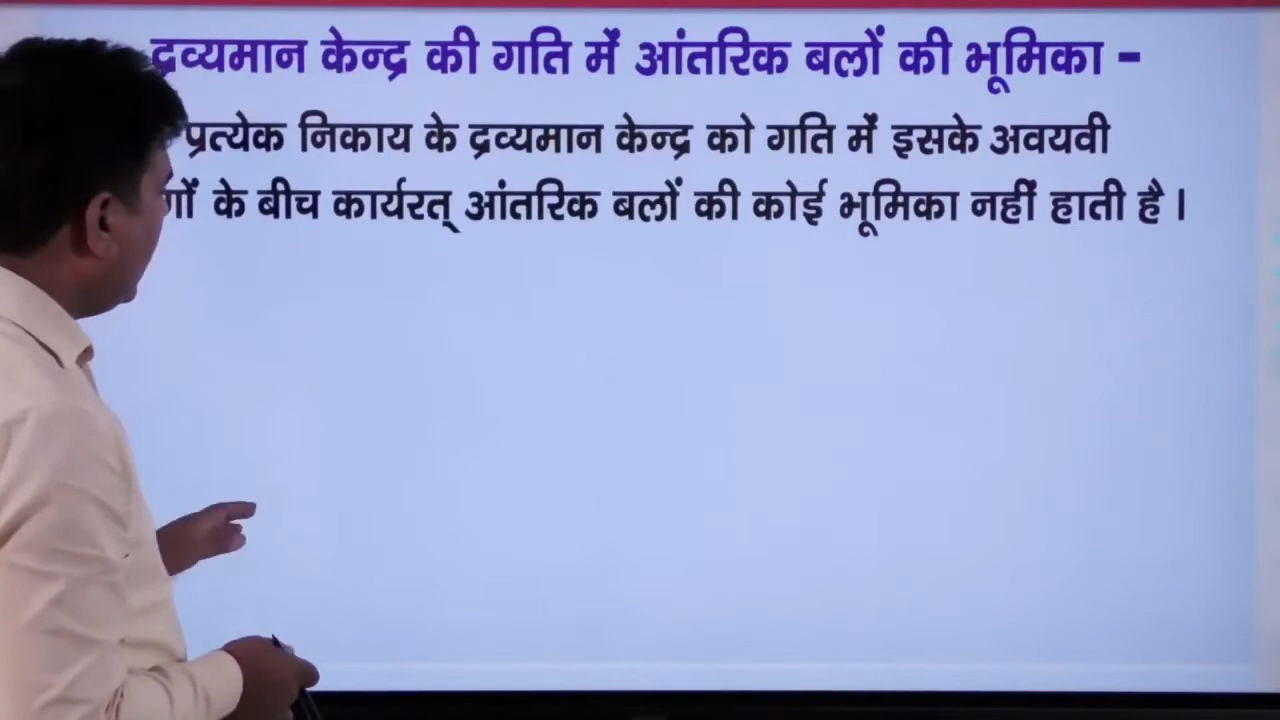 द्रव्यमान केन्द्र की गति में आंतरिक बलों की भूमिका -
प्रत्येक निकाय के द्रव्यमान केन्द्र को गति में इसके अवयवी
के बीच कार्यरत् आंतरिक बलों की कोई भूमिका नहीं हाती है ।